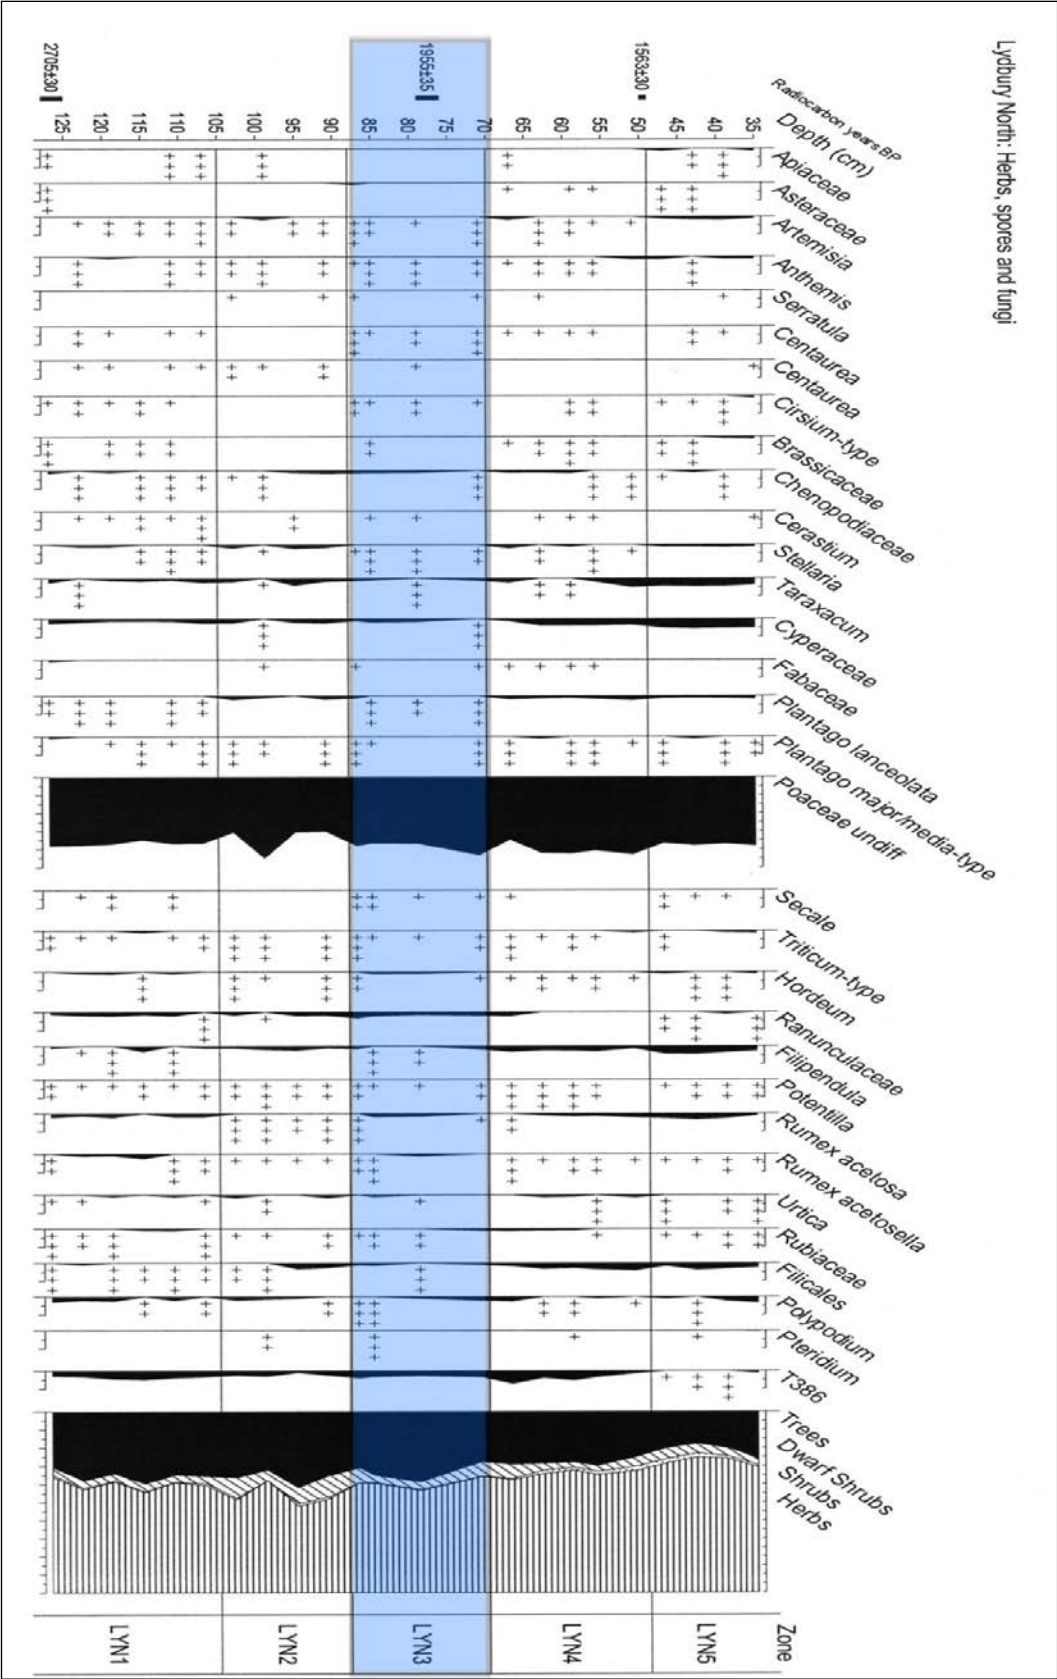 Lydbury North: Herbs, spores and fungi
Radiocarbon years BP
2705±30
1955±35
1563±30
Depth (cm)
125
120
115
110
105
100
95
90
85
80
75
70
65
60
55
50
45
40
35
Apiaceae
Asteraceae
Artemisia
Anthemis
Serratula
Centaurea
Centaurea
Cirsium-type
Brassicaceae
Chenopodiaceae
Cerastium
Stellaria
Taraxacum
Cyperaceae
Fabaceae
Plantago lanceolata
Plantago major/media-type
Poaceae undiff
Secale
Triticum-type
Hordeum
Ranunculaceae
Filipendula
Potentilla
Rumex acetosa
Rumex acetosella
Urtica
Rubiaceae
Filicales
Polypodium
Pteridium
T386
Trees
Dwarf Shrubs
Shrubs
Herbs
Zone
LYN1
LYN2
LYN3
LYN4
LYN5